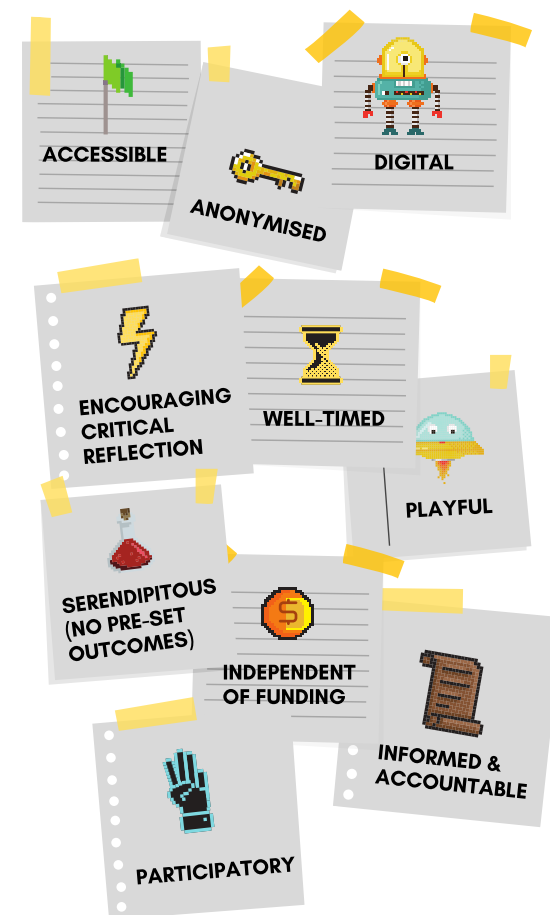 ACCESSIBLE
ANONYMISED
DIGITAL
ENCOURAGING
CRITICAL
REFLECTION
WELL-TIMED
PLAYFUL
SERENDIPITOUS
(NO PRE-SET
OUTCOMES)
INDEPENDENT
OF FUNDING
INFORMED &
ACCOUNTABLE
PARTICIPATORY